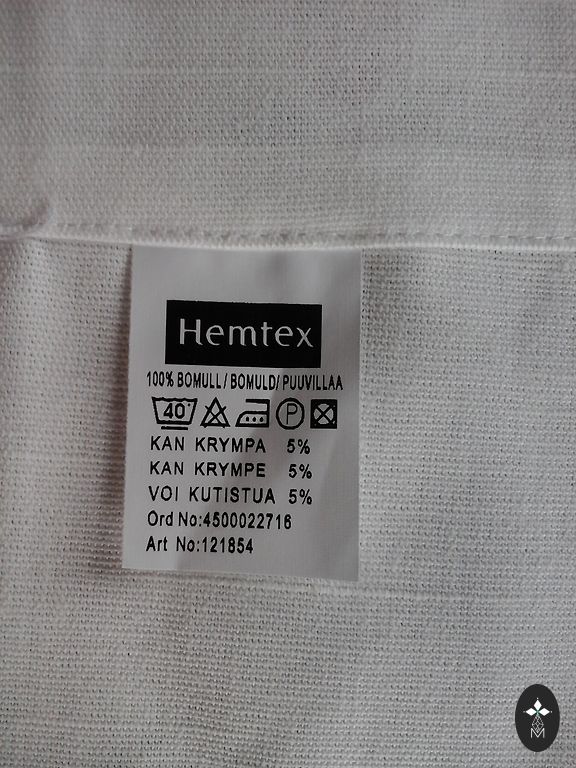 Hemtex
100% BOMULL / BOMULD/ PUUVILLAA
40° P
KAN KRYMPA 5%
KAN KRYMPE 5%
VOI KUTISTUA 5%
Ord No:4500022716
Art No:121854
M